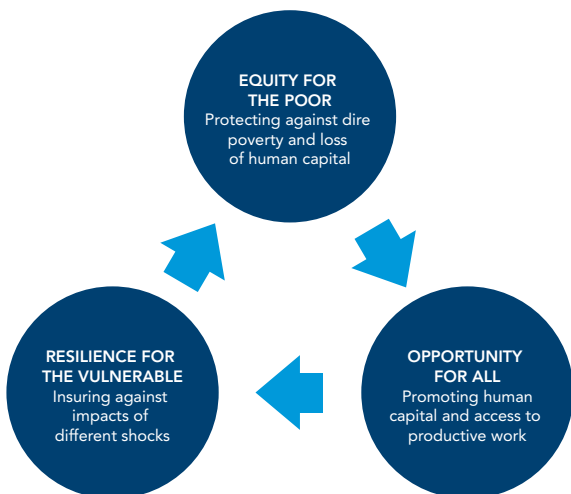 EQUITY FOR
THE POOR
Protecting against dire
poverty and loss
of human capital
RESILIENCE FOR
THE VULNERABLE
Insuring against
impacts of
different shocks
OPPORTUNITY
FOR ALL
Promoting human
capital and access to
productive work